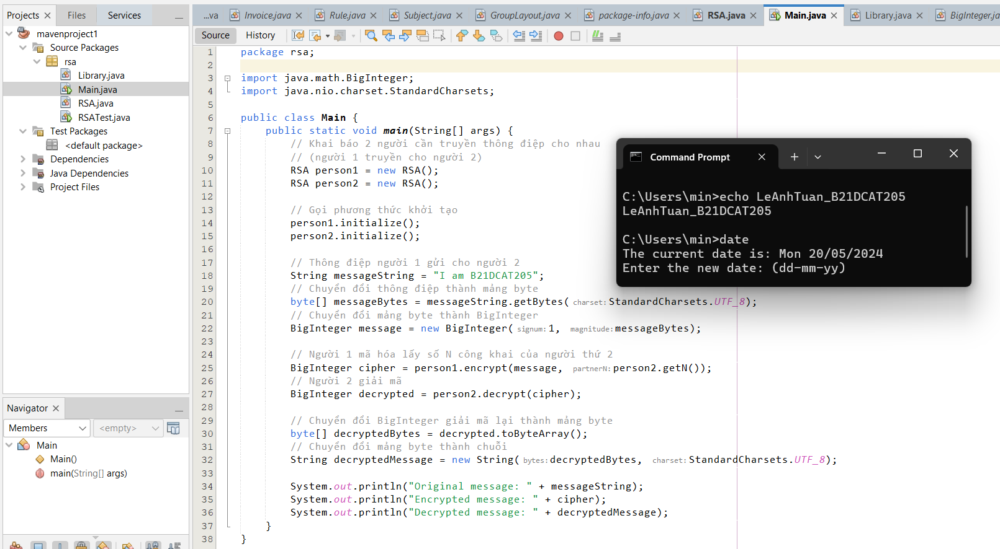 Projects Files Services
mavenproject1
Source Packages
rsa
Library.java
Main.java
RSA.java
RSATest.java
Test Packages
<default package>
Dependencies
Java Dependencies
Project Files
Navigator
Members <empty>
Main
Main()
main(String[] args)
...va Invoice.java Rule.java Subject.java GroupLayout.java package-info.java RSA.java Main.java Library.java BigInteger.ja
Source History
1 package rsa;
2
3 import java.math.BigInteger;
4 import java.nio.charset.StandardCharsets;
5
6 public class Main {
7 public static void main(String[] args) {
8 // Khai báo 2 người cần truyền thông điệp cho nhau
9 // (người 1 truyền cho người 2)
10 RSA person1 = new RSA();
11 RSA person2 = new RSA();
12
13 // Gọi phương thức khởi tạo
14 person1.initialize();
15 person2.initialize();
16
17 // Thông điệp người 1 gửi cho người 2
18 String messageString = "I am B21DCAT205";
19 // Chuyển đổi thông điệp thành mảng byte
20 byte[] messageBytes = messageString.getBytes(charset: StandardCharsets.UTF_8);
21 // Chuyển đổi mảng byte thành BigInteger
22 BigInteger message = new BigInteger(signum: 1, magnitude: messageBytes);
23
24 // Người 1 mã hóa lấy số N công khai của người thứ 2
25 BigInteger cipher = person1.encrypt(message, partnerN: person2.getN());
26 // Người 2 giải mã
27 BigInteger decrypted = person2.decrypt(cipher);
28
29 // Chuyển đổi BigInteger giải mã lại thành mảng byte
30 byte[] decryptedBytes = decrypted.toByteArray();
31 // Chuyển đổi mảng byte thành chuỗi
32 String decryptedMessage = new String(bytes: decryptedBytes, charset: StandardCharsets.UTF_8);
33
34 System.out.println("Original message: " + messageString);
35 System.out.println("Encrypted message: " + cipher);
36 System.out.println("Decrypted message: " + decryptedMessage);
37 }
38 }
Command Prompt
C:\Users\min>echo LeAnhTuan_B21DCAT205
LeAnhTuan_B21DCAT205
C:\Users\min>date
The current date is: Mon 20/05/2024
Enter the new date: (dd-mm-yy)